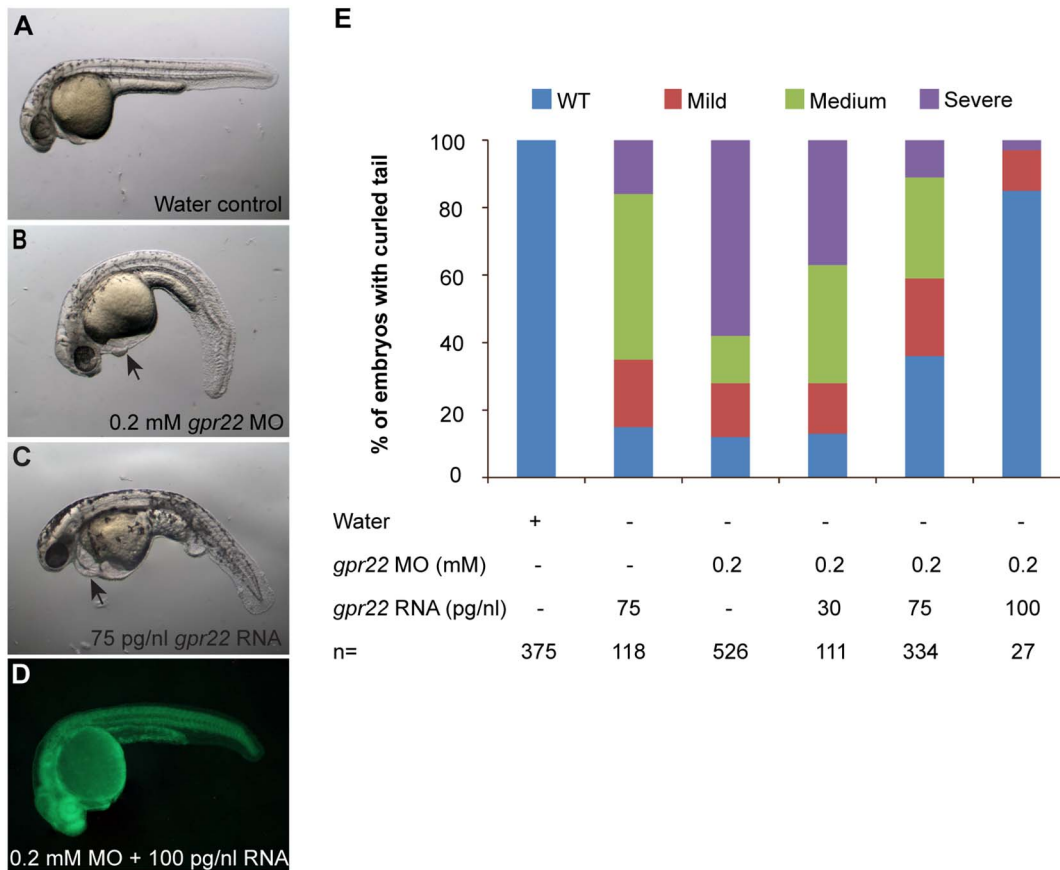 A
Water control
B
0.2 mM gpr22 MO
C
75 pg/nl gpr22 RNA
D
0.2 mM MO + 100 pg/nl RNA
E
WT Mild Medium Severe
% of embryos with curled tail
100
80
60
40
20
0
Water + - - - - -
gpr22 MO (mM) - - 0.2 0.2 0.2 0.2
gpr22 RNA (pg/nl) - 75 - 30 75 100
n= 375 118 526 111 334 27